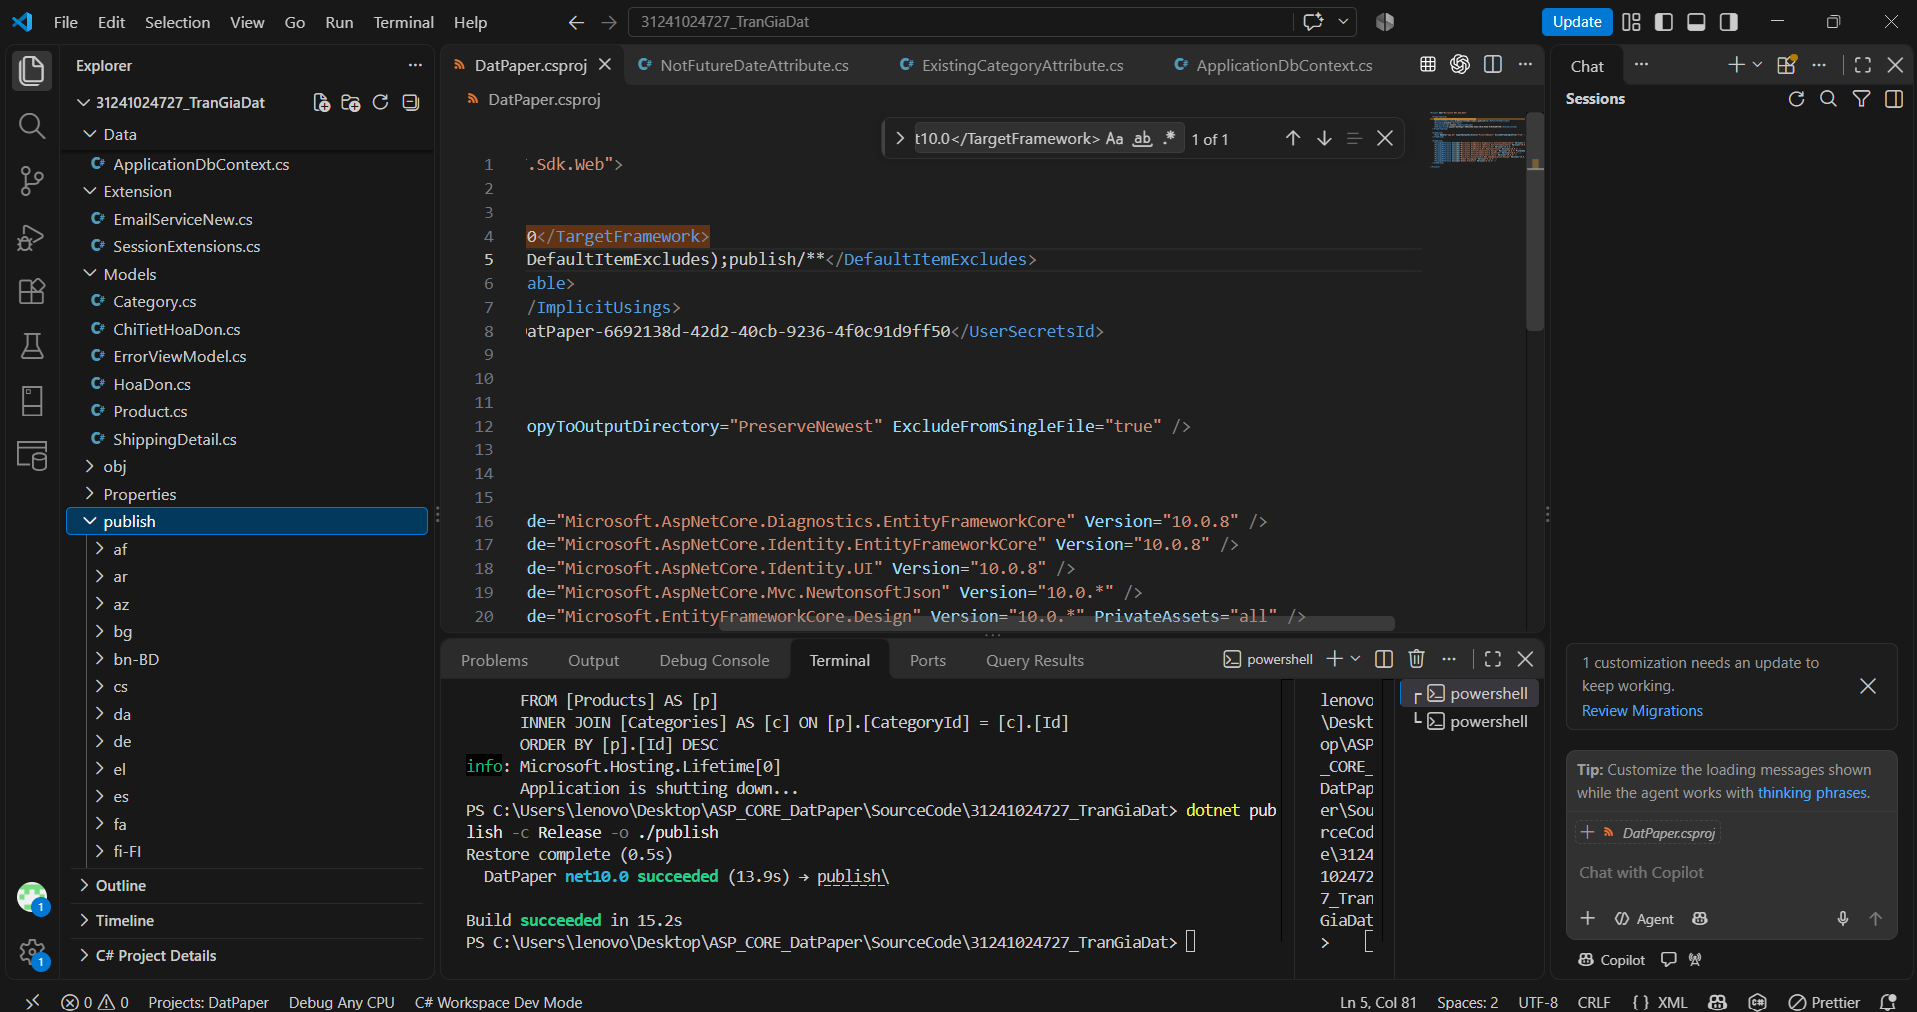 File Edit Selection View Go Run Terminal Help
31241024727_TranGiaDat
Update
Explorer
31241024727_TranGiaDat
Data
ApplicationDbContext.cs
Extension
EmailServiceNew.cs
SessionExtensions.cs
Models
Category.cs
ChiTietHoaDon.cs
ErrorViewModel.cs
HoaDon.cs
Product.cs
ShippingDetail.cs
obj
Properties
publish
af
ar
az
bg
bn-BD
cs
da
de
el
es
fa
fi-FI
Outline
Timeline
C# Project Details
DatPaper.csproj NotFutureDateAttribute.cs ExistingCategoryAttribute.cs ApplicationDbContext.cs
DatPaper.csproj
t10.0</TargetFramework> Aa ab .* 1 of 1
1 .Sdk.Web">
2
3
4 0</TargetFramework>
5 DefaultItemExcludes);publish/**</DefaultItemExcludes>
6 able>
7 /ImplicitUsings>
8 atPaper-6692138d-42d2-40cb-9236-4f0c91d9ff50</UserSecretsId>
9
10
11
12 opyToOutputDirectory="PreserveNewest" ExcludeFromSingleFile="true" />
13
14
15
16 de="Microsoft.AspNetCore.Diagnostics.EntityFrameworkCore" Version="10.0.8" />
17 de="Microsoft.AspNetCore.Identity.EntityFrameworkCore" Version="10.0.8" />
18 de="Microsoft.AspNetCore.Identity.UI" Version="10.0.8" />
19 de="Microsoft.AspNetCore.Mvc.NewtonsoftJson" Version="10.0.*" />
20 de="Microsoft.EntityFrameworkCore.Design" Version="10.0.*" PrivateAssets="all" />
Problems Output Debug Console Terminal Ports Query Results
powershell
FROM [Products] AS [p]
INNER JOIN [Categories] AS [c] ON [p].[CategoryId] = [c].[Id]
ORDER BY [p].[Id] DESC
info: Microsoft.Hosting.Lifetime[0]
Application is shutting down...
PS C:\Users\lenovo\Desktop\ASP_CORE_DatPaper\SourceCode\31241024727_TranGiaDat> dotnet pub
lish -c Release -o ./publish
Restore complete (0.5s)
DatPaper net10.0 succeeded (13.9s) → publish\
Build succeeded in 15.2s
PS C:\Users\lenovo\Desktop\ASP_CORE_DatPaper\SourceCode\31241024727_TranGiaDat>
lenovo
\Deskt
op\ASP
_CORE_
DatPap
er\Sou
rceCod
e\3124
102472
7_Tran
GiaDat
>
powershell
powershell
Chat
Sessions
1 customization needs an update to
keep working.
Review Migrations
Tip: Customize the loading messages shown
while the agent works with thinking phrases.
DatPaper.csproj
Chat with Copilot
Agent
Copilot
1
1
0 0 Projects: DatPaper Debug Any CPU C# Workspace Dev Mode
Ln 5, Col 81 Spaces: 2 UTF-8 CRLF { } XML Prettier